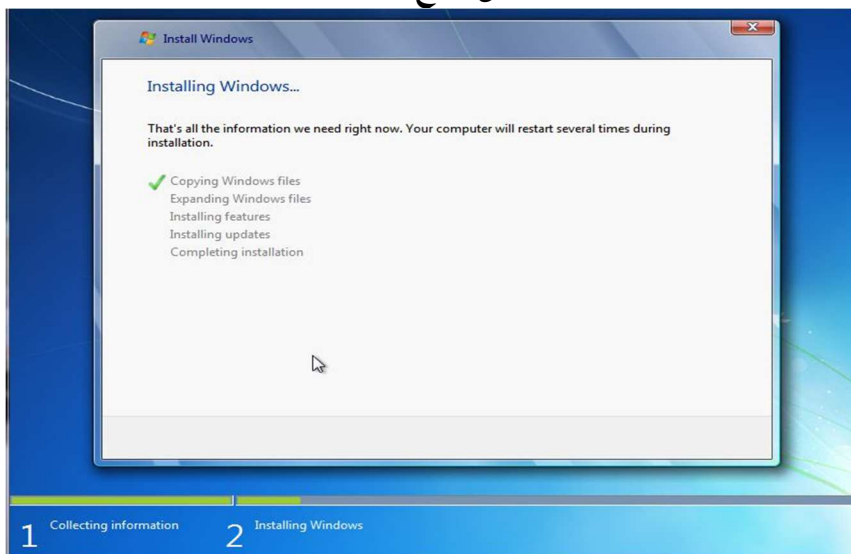 Install Windows
Installing Windows...
That's all the information we need right now. Your computer will restart several times during
installation.
Copying Windows files
Expanding Windows files
Installing features
Installing updates
Completing installation
1 Collecting information 2 Installing Windows